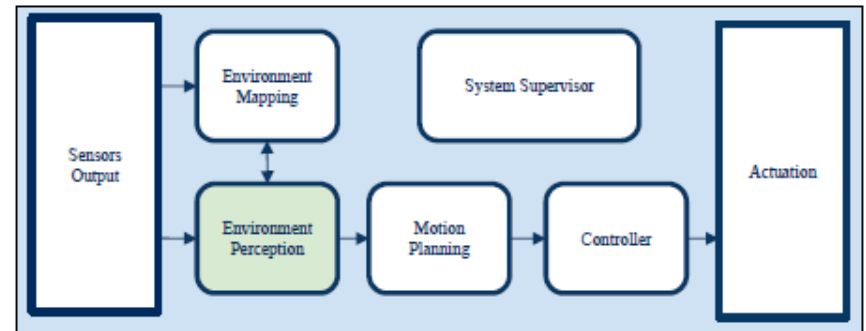 Sensors
Output
Environment
Mapping
System Supervisor
Environment
Perception
Motion
Planning
Controller
Actuation